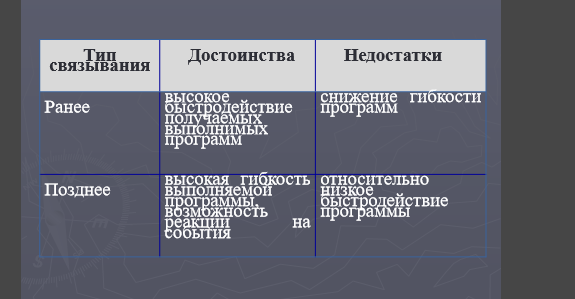 Тип
связывания
Достоинства
Недостатки
Ранее
высокое
быстродействие
получаемых
выполнимых
программ
снижение гибкости
программ
Позднее
высокая гибкость
выполняемой
программы,
возможность
реакции на
события
относительно
низкое
быстродействие
программы